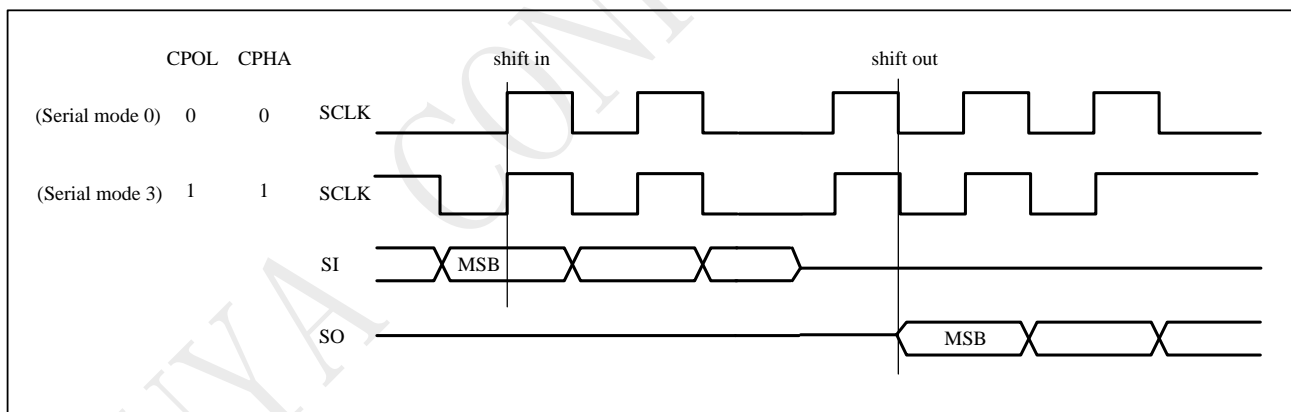 CPOL CPHA shift in shift out
(Serial mode 0) 0 0 SCLK
(Serial mode 3) 1 1 SCLK
SI MSB
SO MSB